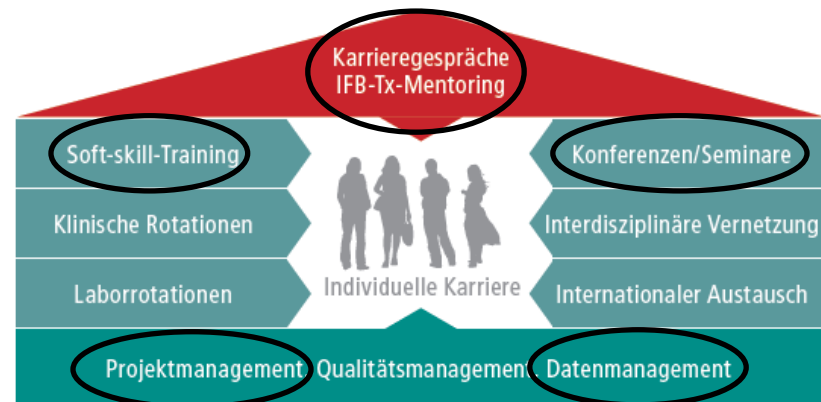 Karrieregespräche
IFB-Tx-Mentoring
Soft-skill-Training
Konferenzen/Seminare
Klinische Rotationen
Interdisziplinäre Vernetzung
Laborrotationen
Individuelle Karriere
Internationaler Austausch
Projektmanagement Qualitätsmanagement Datenmanagement